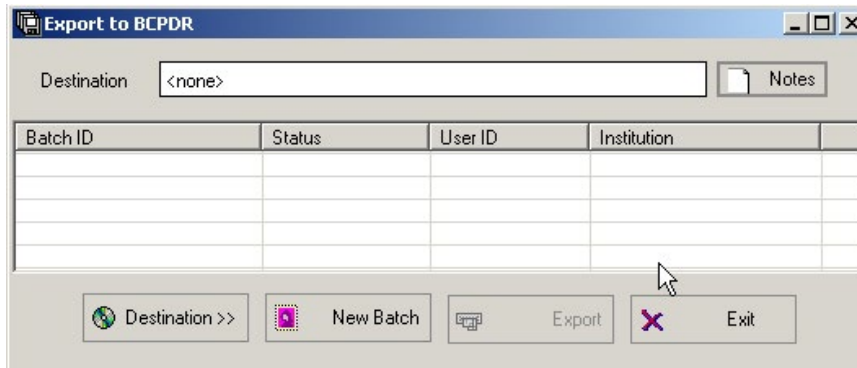 Export to BCPDR
Destination <none> Notes
Batch ID Status User ID Institution
Destination >> New Batch Export Exit